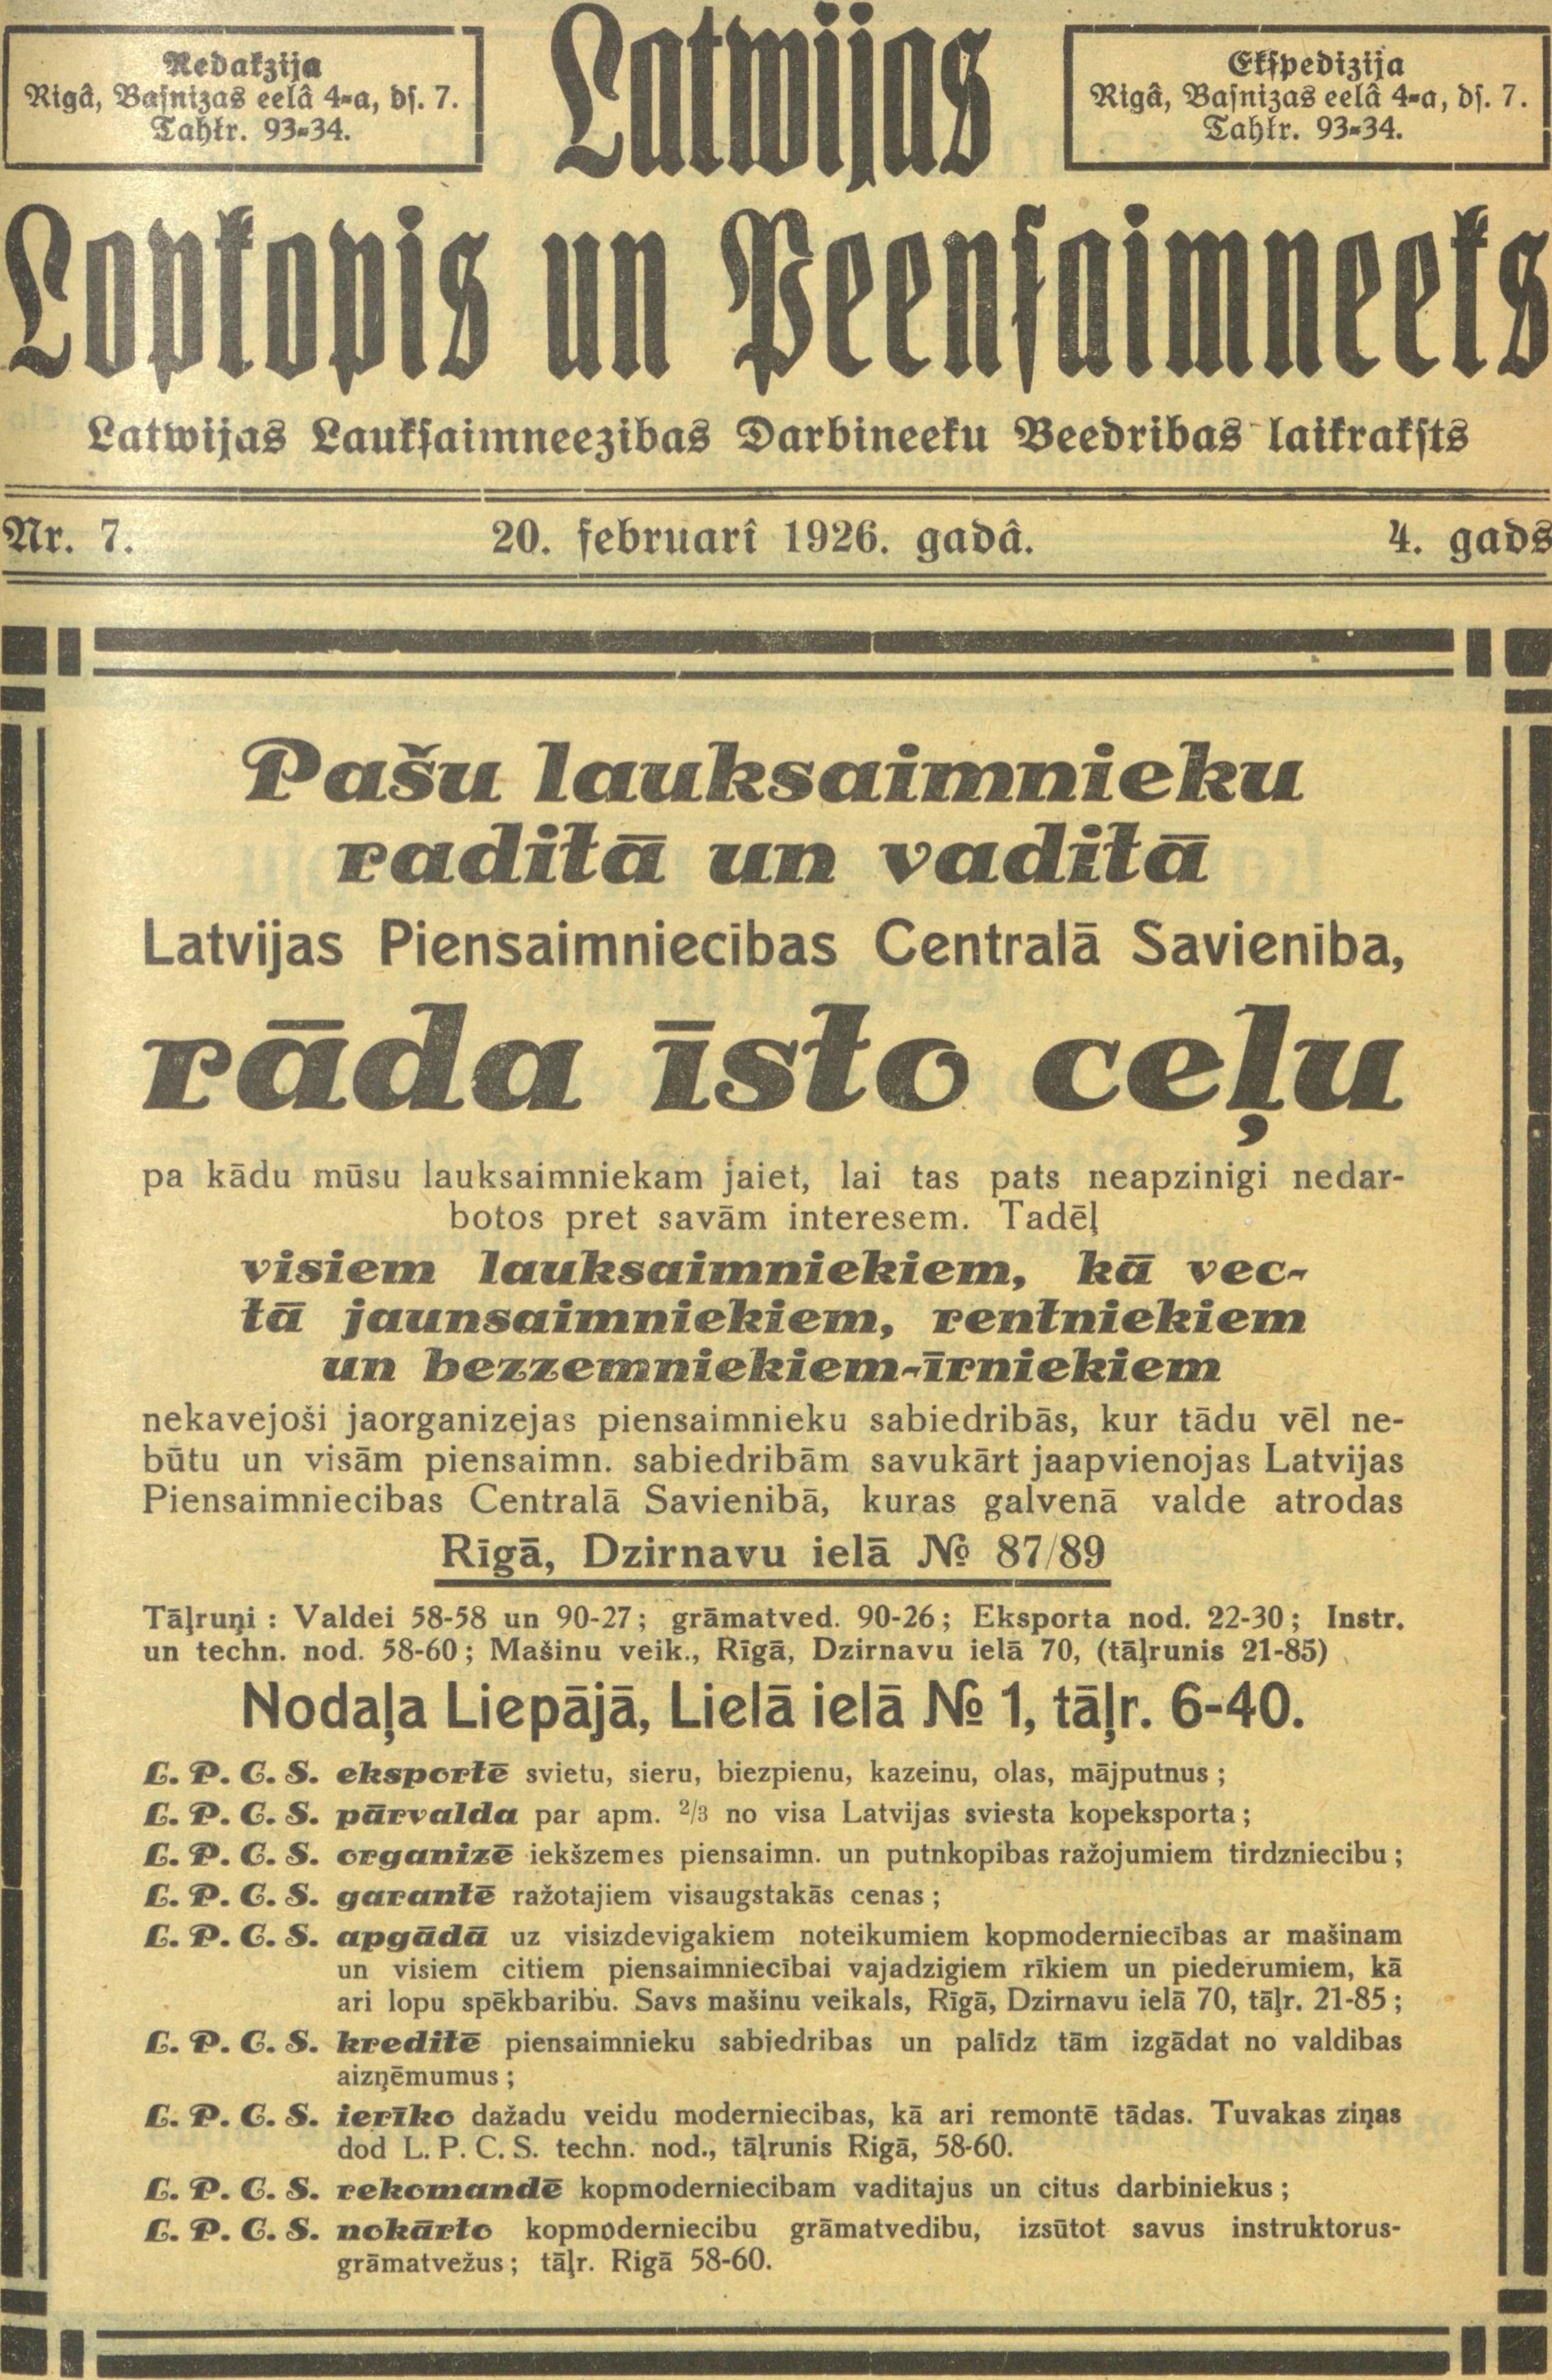 Redakzija
Rigâ, Basnizas eelâ 4-a, dſ. 7.
Tahlr. 93-34.
Latwijas
Ekſpedizija
Rigâ, Baſnizas eelâ 4-a, dſ. 7.
Tahlr. 93-34.
Lopkopis un Peenſaimneeks
Latwijas Laukſaimneezibas Darbineeku Beedribas laikrakſts
Nr. 7.
20. februarî 1926. gadâ.
4. gads
Pašu lauksaimnieku
raditā un vaditā
Latvijas Piensaimniecības Centralā Savienība,
rāda īsto ceļu
pa kādu mūsu lauksaimniekam jaiet, lai tas pats neapzinigi nedar-
botos pret savām interesem. Tadēļ
visiem lauksaimniekiem, kā vec-
tā jaunsaimniekiem, rentniekiem
un bezzemniekiem-īrniekiem
nekavejoši jaorganizejas piensaimnieku sabiedribās, kur tādu vēl ne-
būtu un visām piensaimn. sabiedribām savukārt jaapvienojas Latvijas
Piensaimniecibas Centralā Savienibā, kuras galvenā valde atrodas
Rīgā, Dzirnavu ielā № 87/89
Tāļruņi : Valdei 58-58 un 90-27 ; grāmatved. 90-26 ; Eksporta nod. 22-30 ; Instr.
un techn. nod. 58-60 ; Mašinu veik., Rīgā, Dzirnavu ielā 70, (tāļrunis 21-85)
Nodaļa Liepājā, Lielā ielā № 1, tāļr. 6-40.
L. P. C. S. eksportē svietu, sieru, biezpienu, kazeinu, olas, mājputnus ;
L. P. C. S. pārvalda par apm. 2/3 no visa Latvijas sviesta kopeksporta ;
L. P. C. S. organizē iekšzemes piensaimn. un putnkopibas ražojumiem tirdzniecibu ;
L. P. C. S. garantē ražotajiem visaugstakās cenas ;
L. P. C. S. apgādā uz visizdevigakiem noteikumiem kopmoderniecības ar mašinam
un visiem citiem piensaimniecībai vajadzigiem rīkiem un piederumiem, kā
ari lopu spēkbaribu. Savs mašinu veikals, Rīgā, Dzirnavu ielā 70, tāļr. 21-85 ;
L. P. C. S. kreditē piensaimnieku sabiedribas un palīdz tām izgādat no valdibas
aizņēmumus ;
L. P. C. S. ierīko dažadu veidu moderniecibas, kā ari remontē tādas. Tuvakas ziņas
dod L. P. C. S. techn. nod., tāļrunis Rigā, 58-60.
L. P. C. S. rekomandē kopmoderniecibam vaditajus un citus darbiniekus ;
L. P. C. S. nokārto kopmoderniecibu grāmatvedibu, izsūtot savus instruktorus-
grāmatvežus ; tāļr. Rigā 58-60.